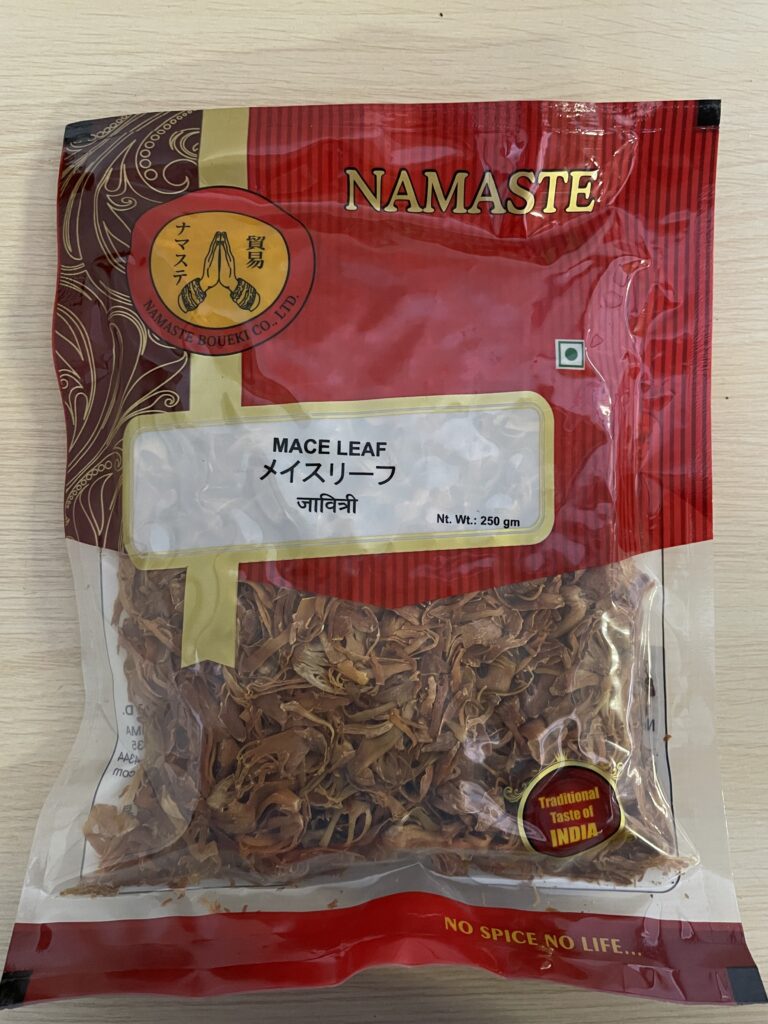 NAMASTE
ナマステ
貿易
NAMASTE BOUEKI CO., LTD.
MACE LEAF
メイスリーフ
जावित्री
Nt. Wt.: 250 gm
Traditional
Taste of
INDIA
NO SPICE NO LIFE...